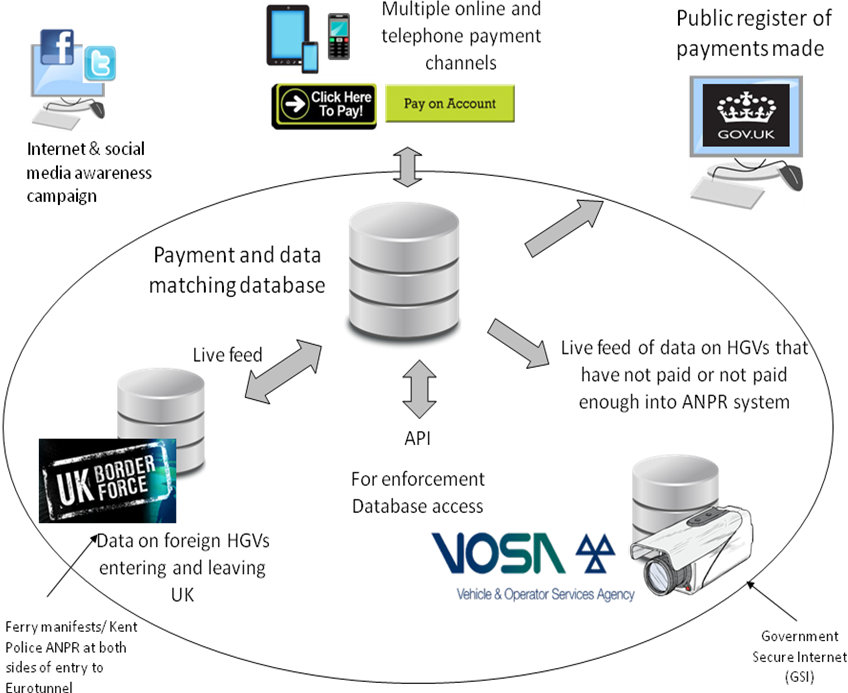 Multiple online and
telephone payment
channels
Click Here
To Pay!
Pay on Account
Public register of
payments made
GOV.UK
f
t
Internet & social
media awareness
campaign
Payment and data
matching database
Live feed
Live feed of data on HGVs that
have not paid or not paid
enough into ANPR system
API
For enforcement
Database access
UK BORDER
FORCE
Data on foreign HGVs
entering and leaving
UK
VOSA
Vehicle & Operator Services Agency
Ferry manifests/ Kent
Police ANPR at both
sides of entry to
Eurotunnel
Government
Secure Internet
(GSI)